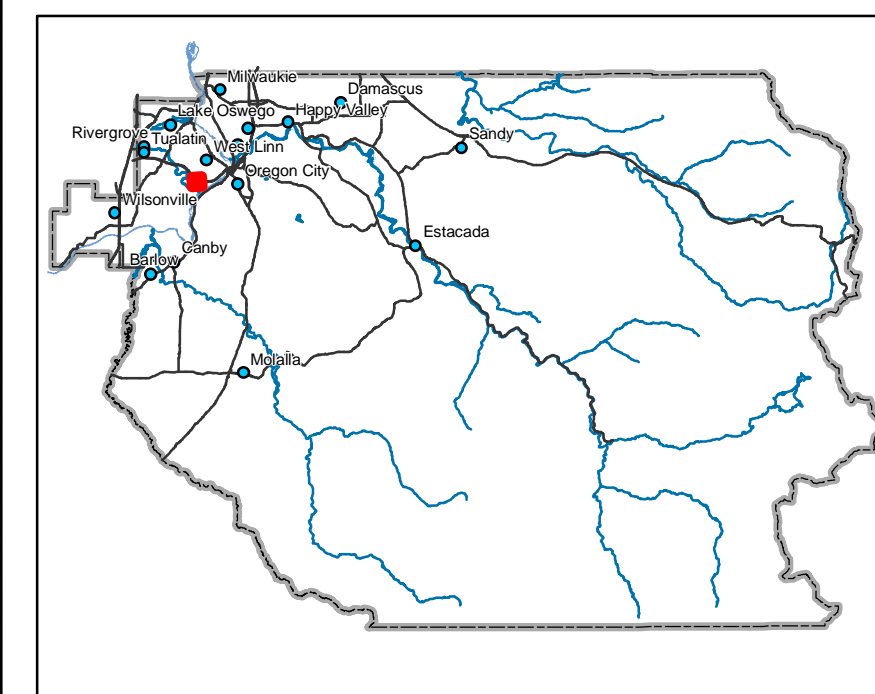 Milwaukie
Damascus
Lake Oswego
Happy Valley
Rivergrove
Tualatin
Sandy
West Linn
Oregon City
Wilsonville
Estacada
Canby
Barlow
Molalla